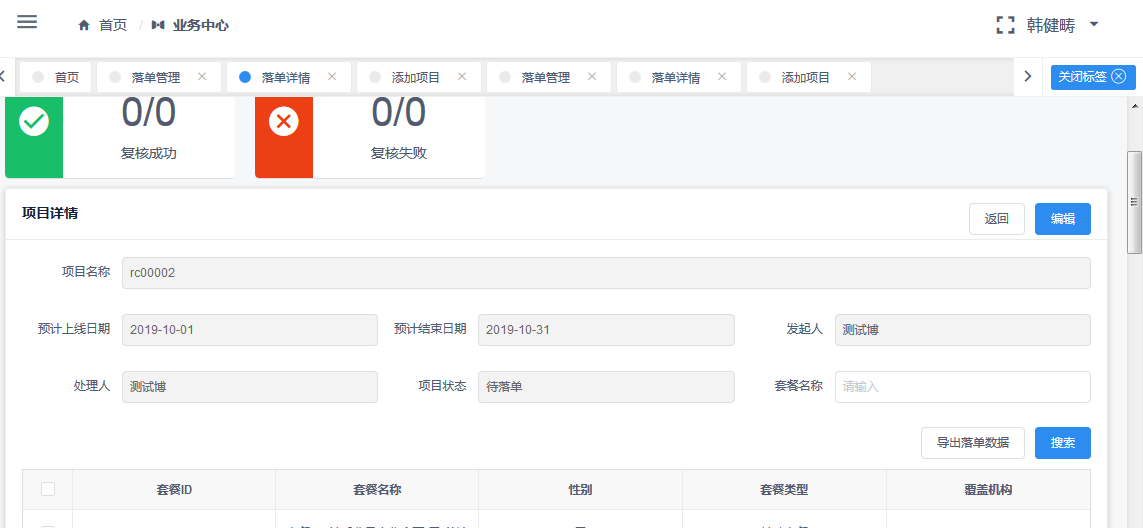 首页 / 业务中心 韩健畴
首页 落单管理 落单详情 添加项目 落单管理 落单详情 添加项目 关闭标签
0/0 0/0
复核成功 复核失败
项目详情 返回 编辑
项目名称 rc00002
预计上线日期 2019-10-01 预计结束日期 2019-10-31 发起人 测试博
处理人 测试博 项目状态 待落单 套餐名称 请输入
导出落单数据 搜索
套餐ID 套餐名称 性别 套餐类型 覆盖机构